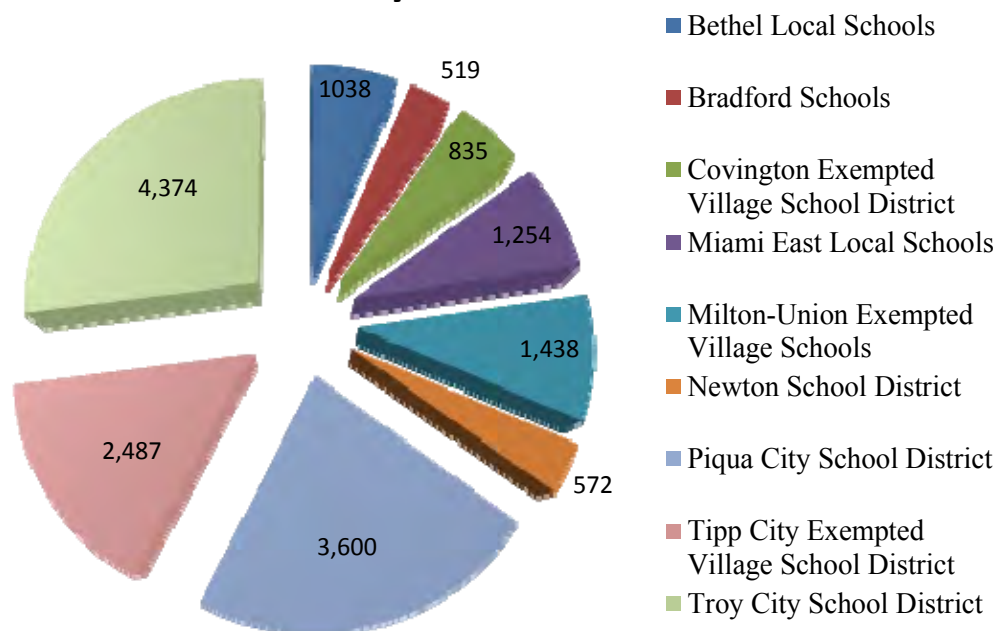 1038
519
835
1,254
1,438
572
3,600
2,487
4,374
Bethel Local Schools
Bradford Schools
Covington Exempted
Village School District
Miami East Local Schools
Milton-Union Exempted
Village Schools
Newton School District
Piqua City School District
Tipp City Exempted
Village School District
Troy City School District